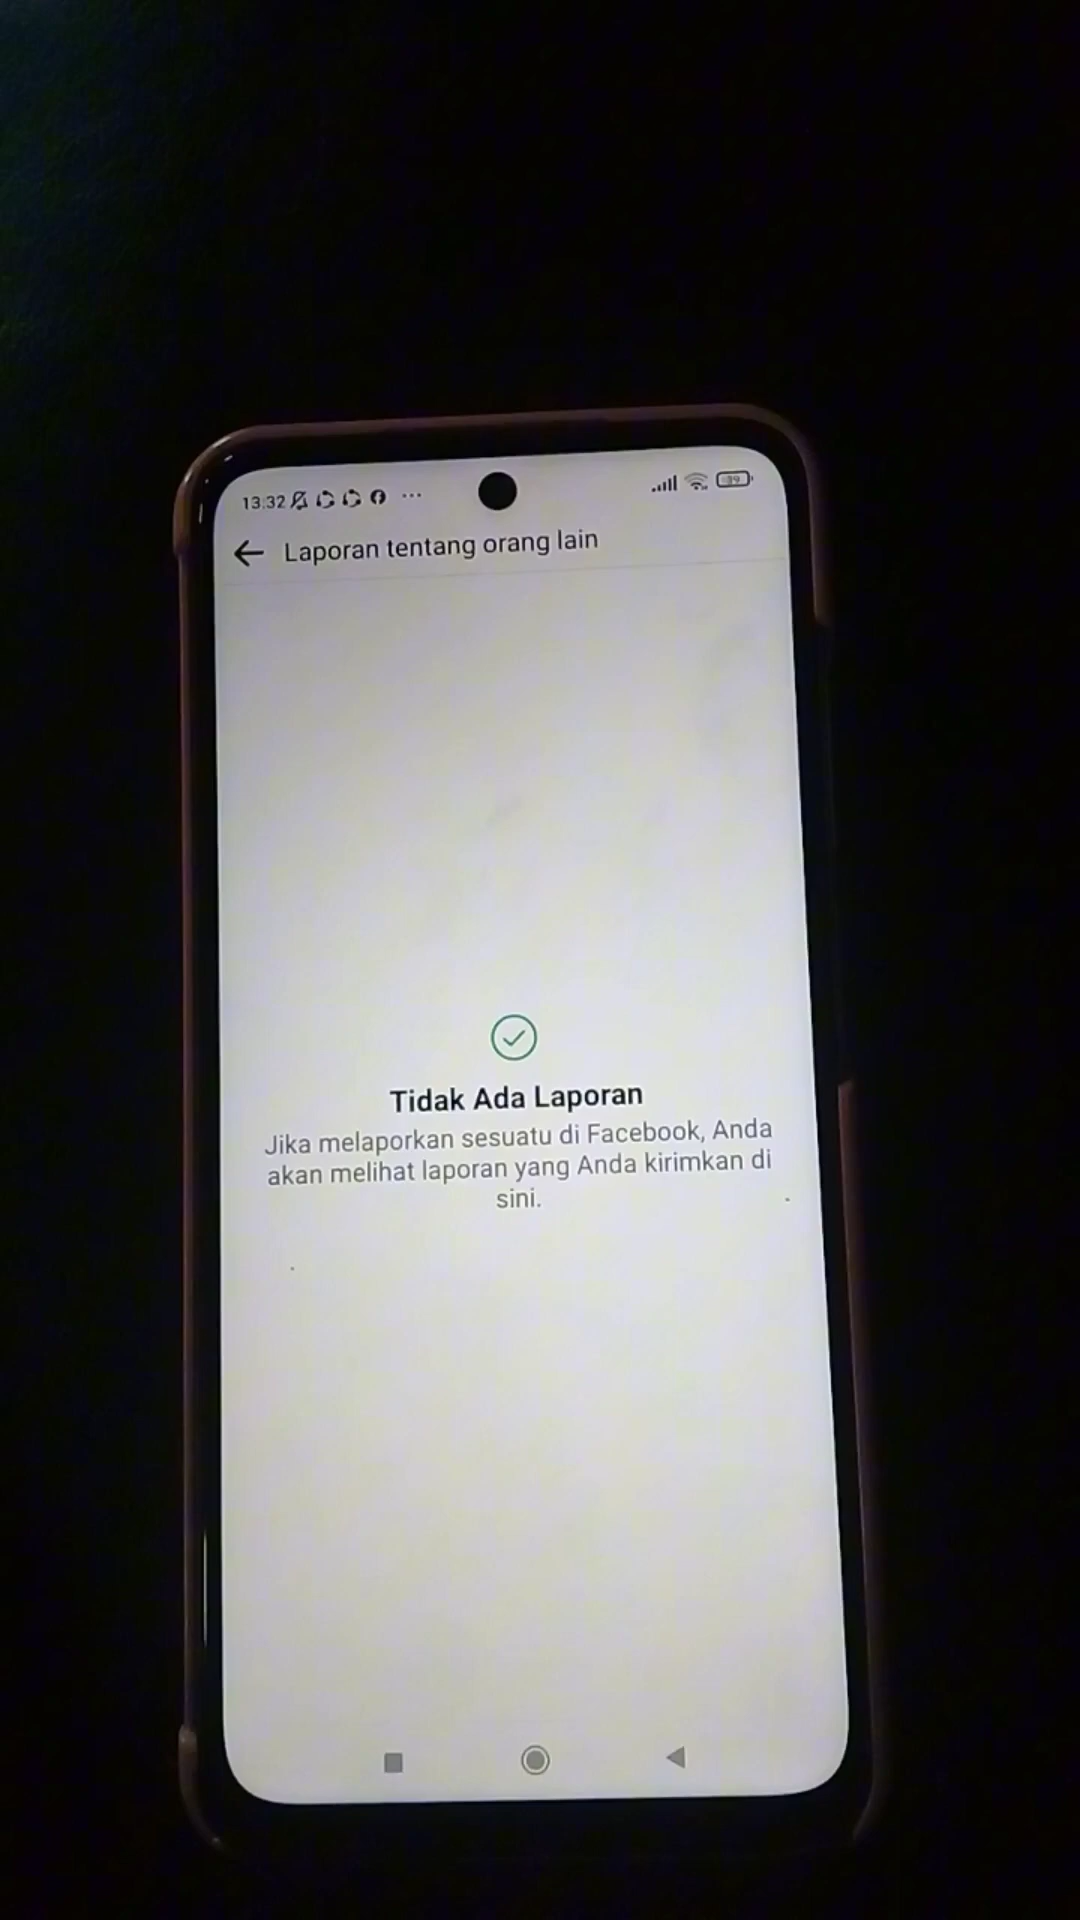 13.32
39
Laporan tentang orang lain
Tidak Ada Laporan
Jika melaporkan sesuatu di Facebook, Anda
akan melihat laporan yang Anda kirimkan di
sini.